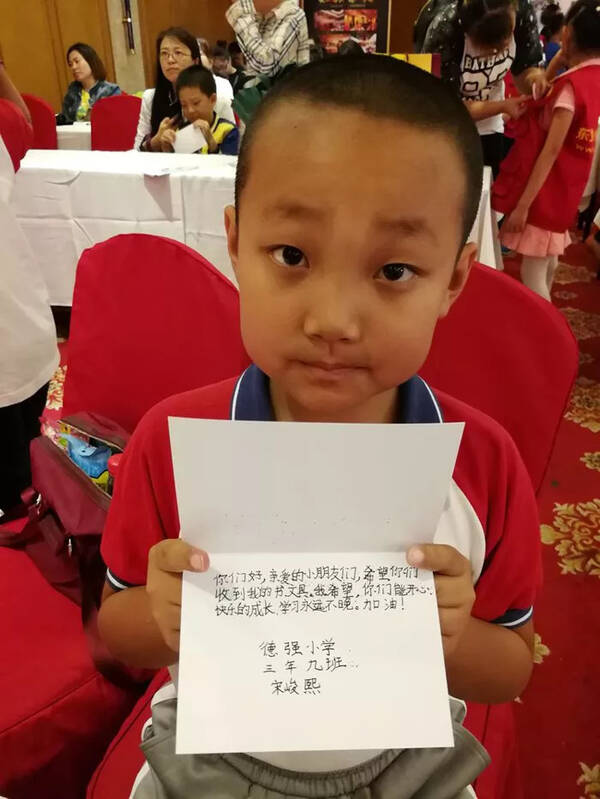 你们好,亲爱的小朋友们,希望你们
收到我的书文具。我希望,你们能开心
快乐的成长,学习永远不晚。加油!
德强小学
三年九班
宋峻熙